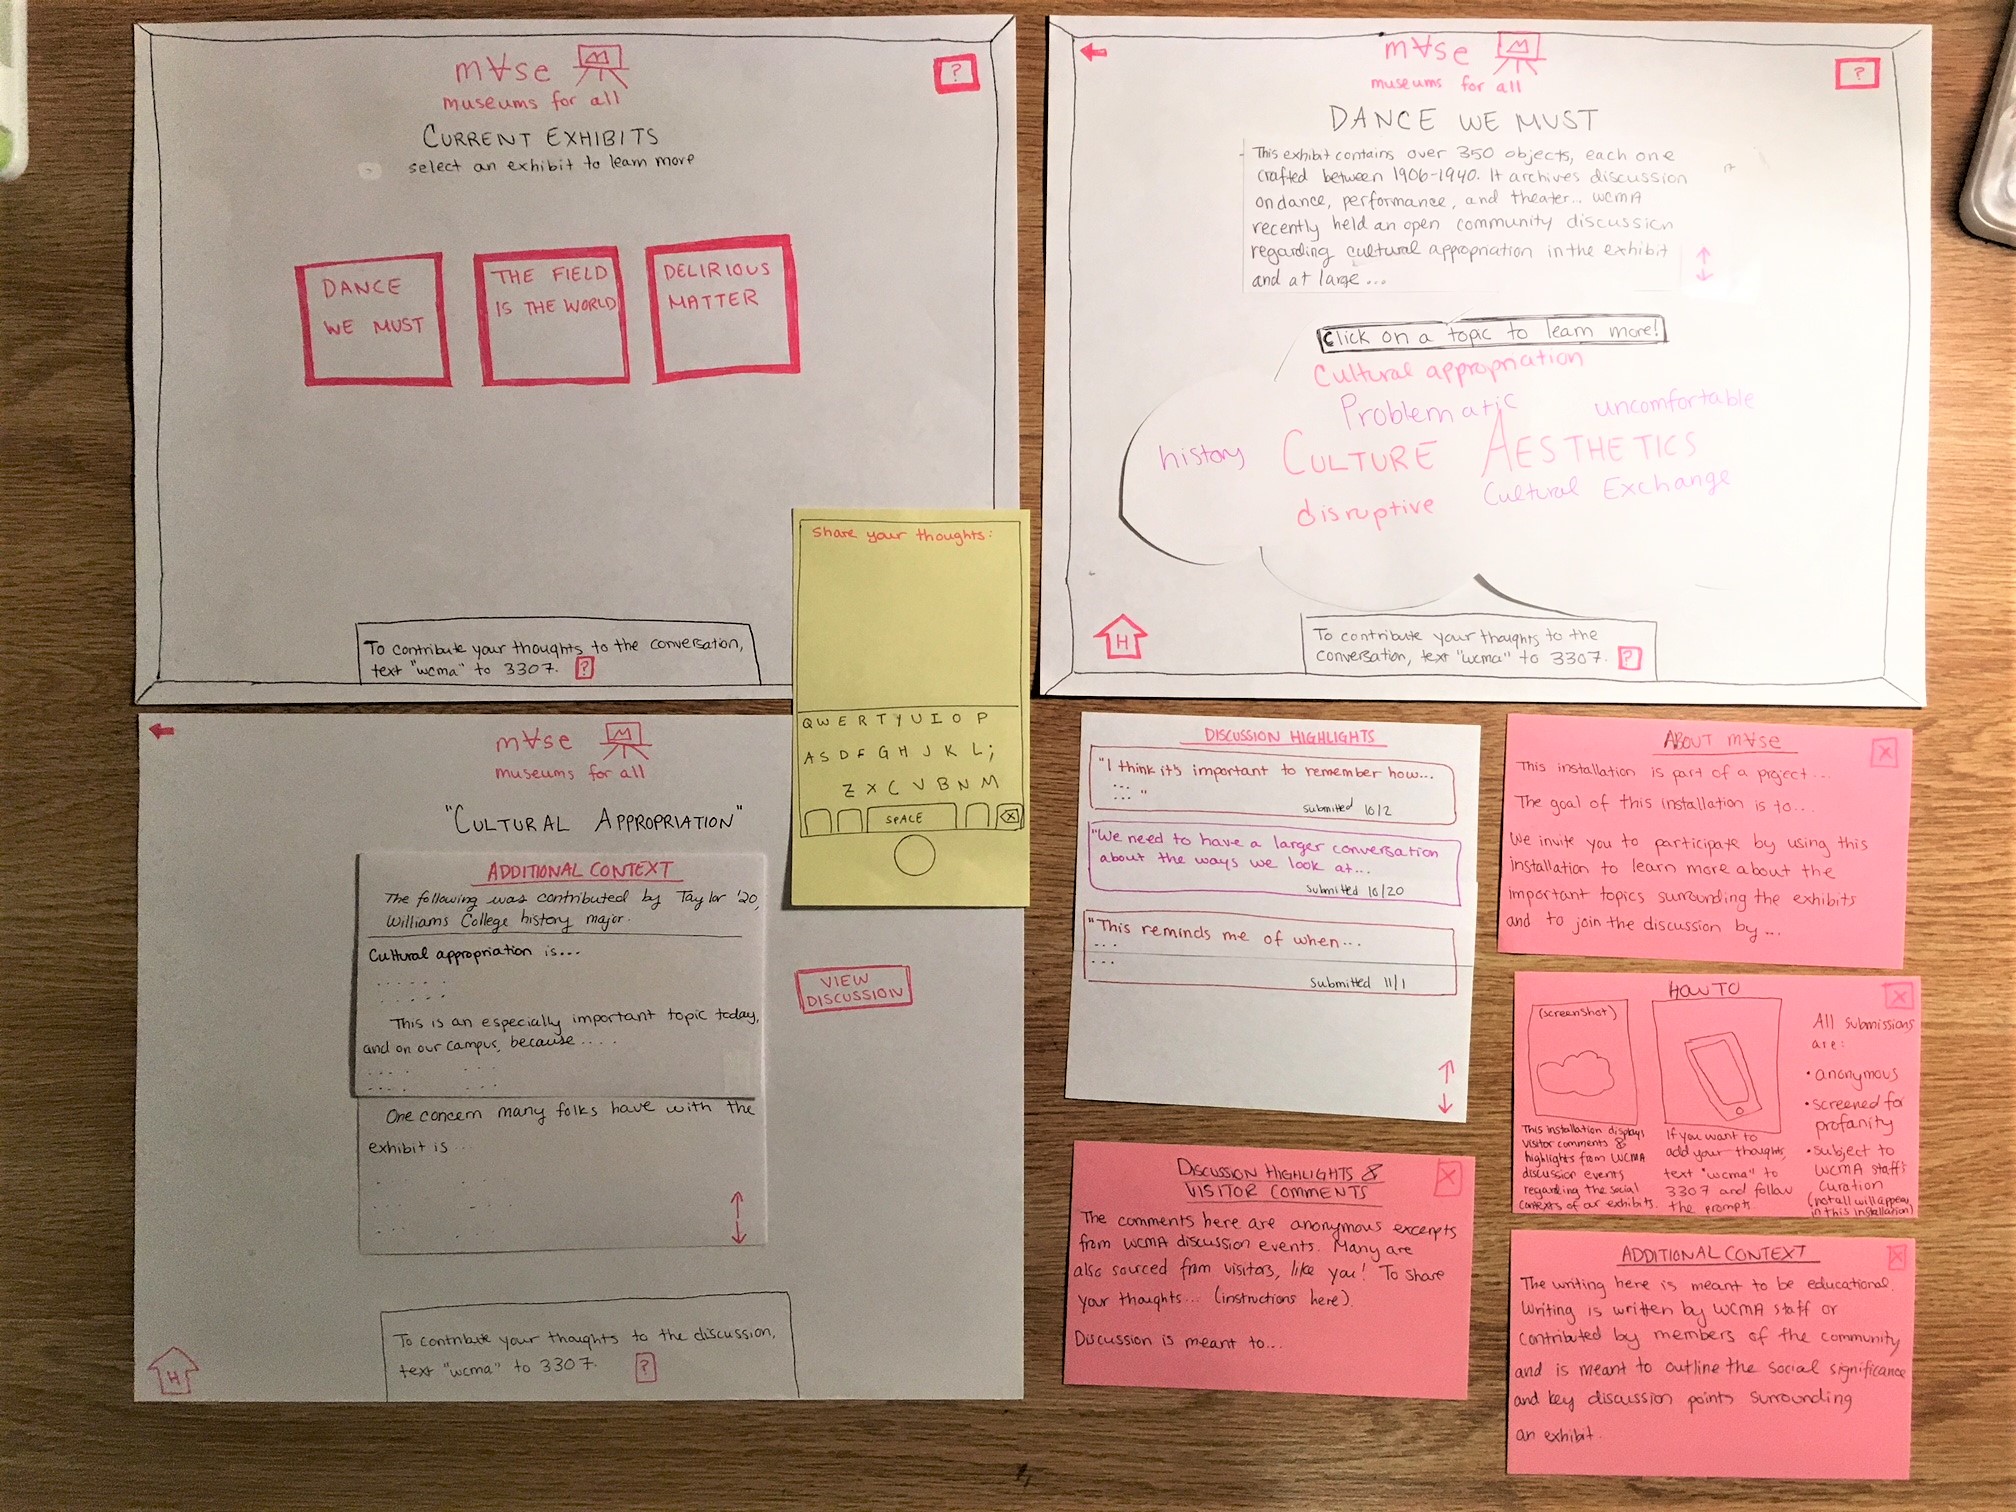 m∀se
museums for all
?
CURRENT EXHIBITS
select an exhibit to learn more
DANCE
WE MUST
THE FIELD
IS THE WORLD
DELIRIOUS
MATTER
To contribute your thoughts to the conversation,
text "wcma" to 3307. ?
m∀se
museums for all
?
DANCE WE MUST
This exhibit contains over 350 objects, each one
crafted between 1906-1940. It archives discussion
on dance, performance, and theater... WCMA
recently held an open community discussion
regarding cultural appropriation in the exhibit
and at large...
Click on a topic to learn more!
Cultural appropriation
Problematic
uncomfortable
history
CULTURE
AESTHETICS
disruptive
Cultural Exchange
H
To contribute your thoughts to the
conversation, text "wcma" to 3307. ?
Share your thoughts:
Q W E R T Y U I O P
A S D F G H J K L ;
Z X C V B N M
SPACE
X
m∀se
museums for all
"CULTURAL APPROPRIATION"
ADDITIONAL CONTEXT
The following was contributed by Taylor '20,
Williams College history major.
Cultural appropriation is...
. . . . .
. . . . .
This is an especially important topic today,
and on our campus, because . . . .
One concern many folks have with the
exhibit is
VIEW
DISCUSSION
H
To contribute your thoughts to the discussion,
text "wcma" to 3307. ?
DISCUSSION HIGHLIGHTS
"I think it's important to remember how...
...
... "
submitted 10/2
"We need to have a larger conversation
about the ways we look at...
submitted 10/20
"This reminds me of when...
...
...
submitted 11/1
DISCUSSION HIGHLIGHTS &
VISITOR COMMENTS
X
The comments here are anonymous excerpts
from WCMA discussion events. Many are
also sourced from visitors, like you! To share
your thoughts... (instructions here).
Discussion is meant to...
ABOUT m∀se
X
This installation is part of a project...
The goal of this installation is to....
We invite you to participate by using this
installation to learn more about the
important topics surrounding the exhibits
and to join the discussion by ...
HOW TO
X
(screenshot)
This installation displays
visitor comments &
highlights from WCMA
discussion events
regarding the social
contexts of our exhibits.
If you want to
add your thoughts,
text "wcma" to
3307 and follow
the prompts
All submissions
are:
• anonymous
• screened for
profanity
• subject to
WCMA staff's
curation
(not all will appear
in this installation)
ADDITIONAL CONTEXT
X
The writing here is meant to be educational.
Writing is written by WCMA staff or
contributed by members of the community
and is meant to outline the social significance
and key discussion points surrounding
an exhibit.